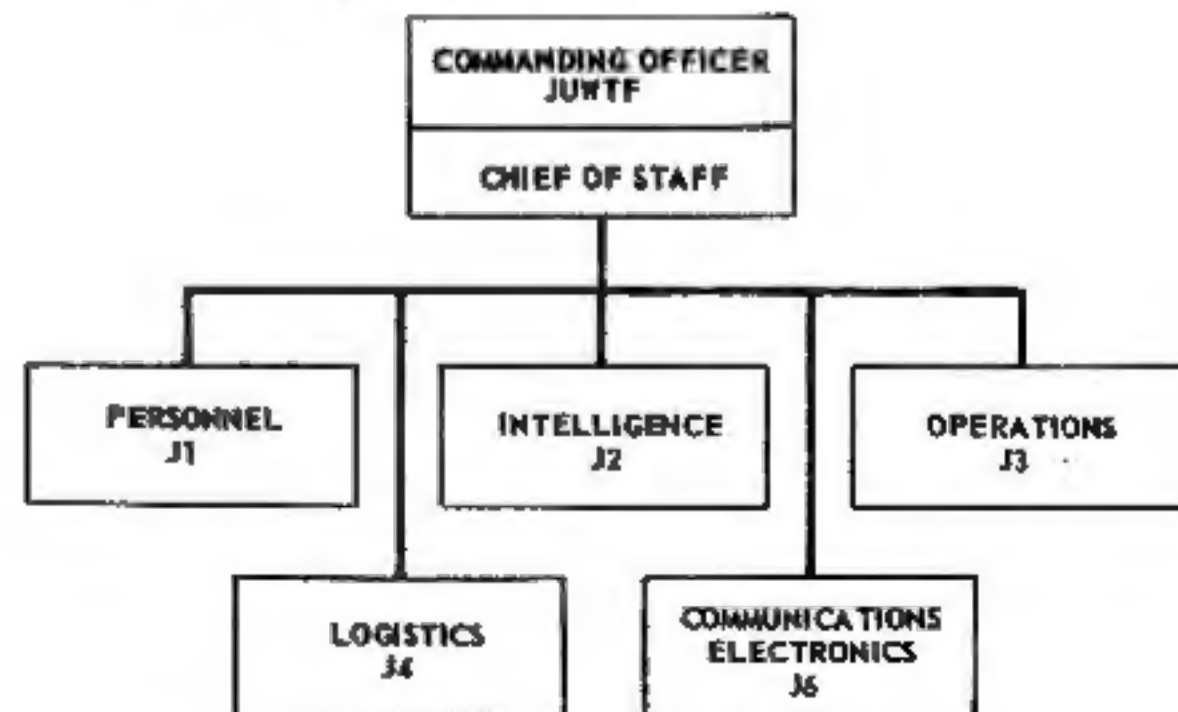 COMMANDING OFFICER
JUWTF
CHIEF OF STAFF
PERSONNEL
J1
INTELLIGENCE
J2
OPERATIONS
J3
LOGISTICS
J4
COMMUNICATIONS
ELECTRONICS
J6